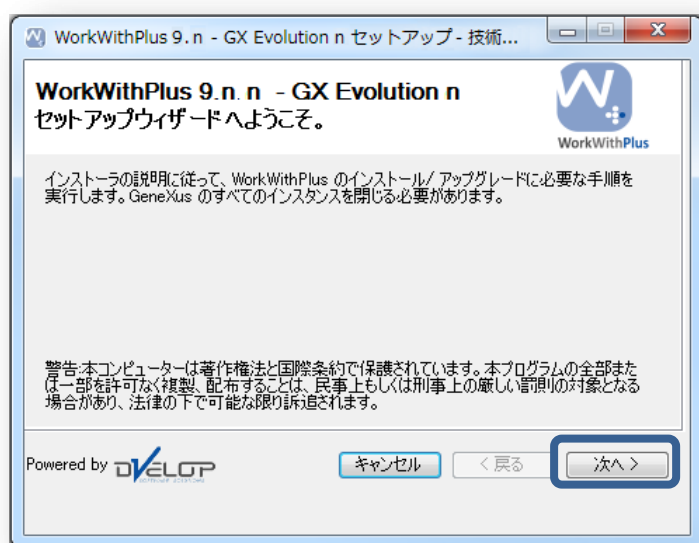 WorkWithPlus 9. n - GX Evolution n セットアップ - 技術...
WorkWithPlus 9. n. n - GX Evolution n
セットアップウィザードへようこそ。
WorkWithPlus
インストーラの説明に従って、WorkWithPlus のインストール/アップグレードに必要な手順を
実行します。GeneXus のすべてのインスタンスを閉じる必要があります。
警告:本コンピューターは著作権法と国際条約で保護されています。本プログラムの全部また
は一部を許可なく複製、配布することは、民事上もしくは刑事上の厳しい罰則の対象となる
場合があり、法律の下で可能な限り訴追されます。
Powered by DVELOP
キャンセル
< 戻る
次へ >